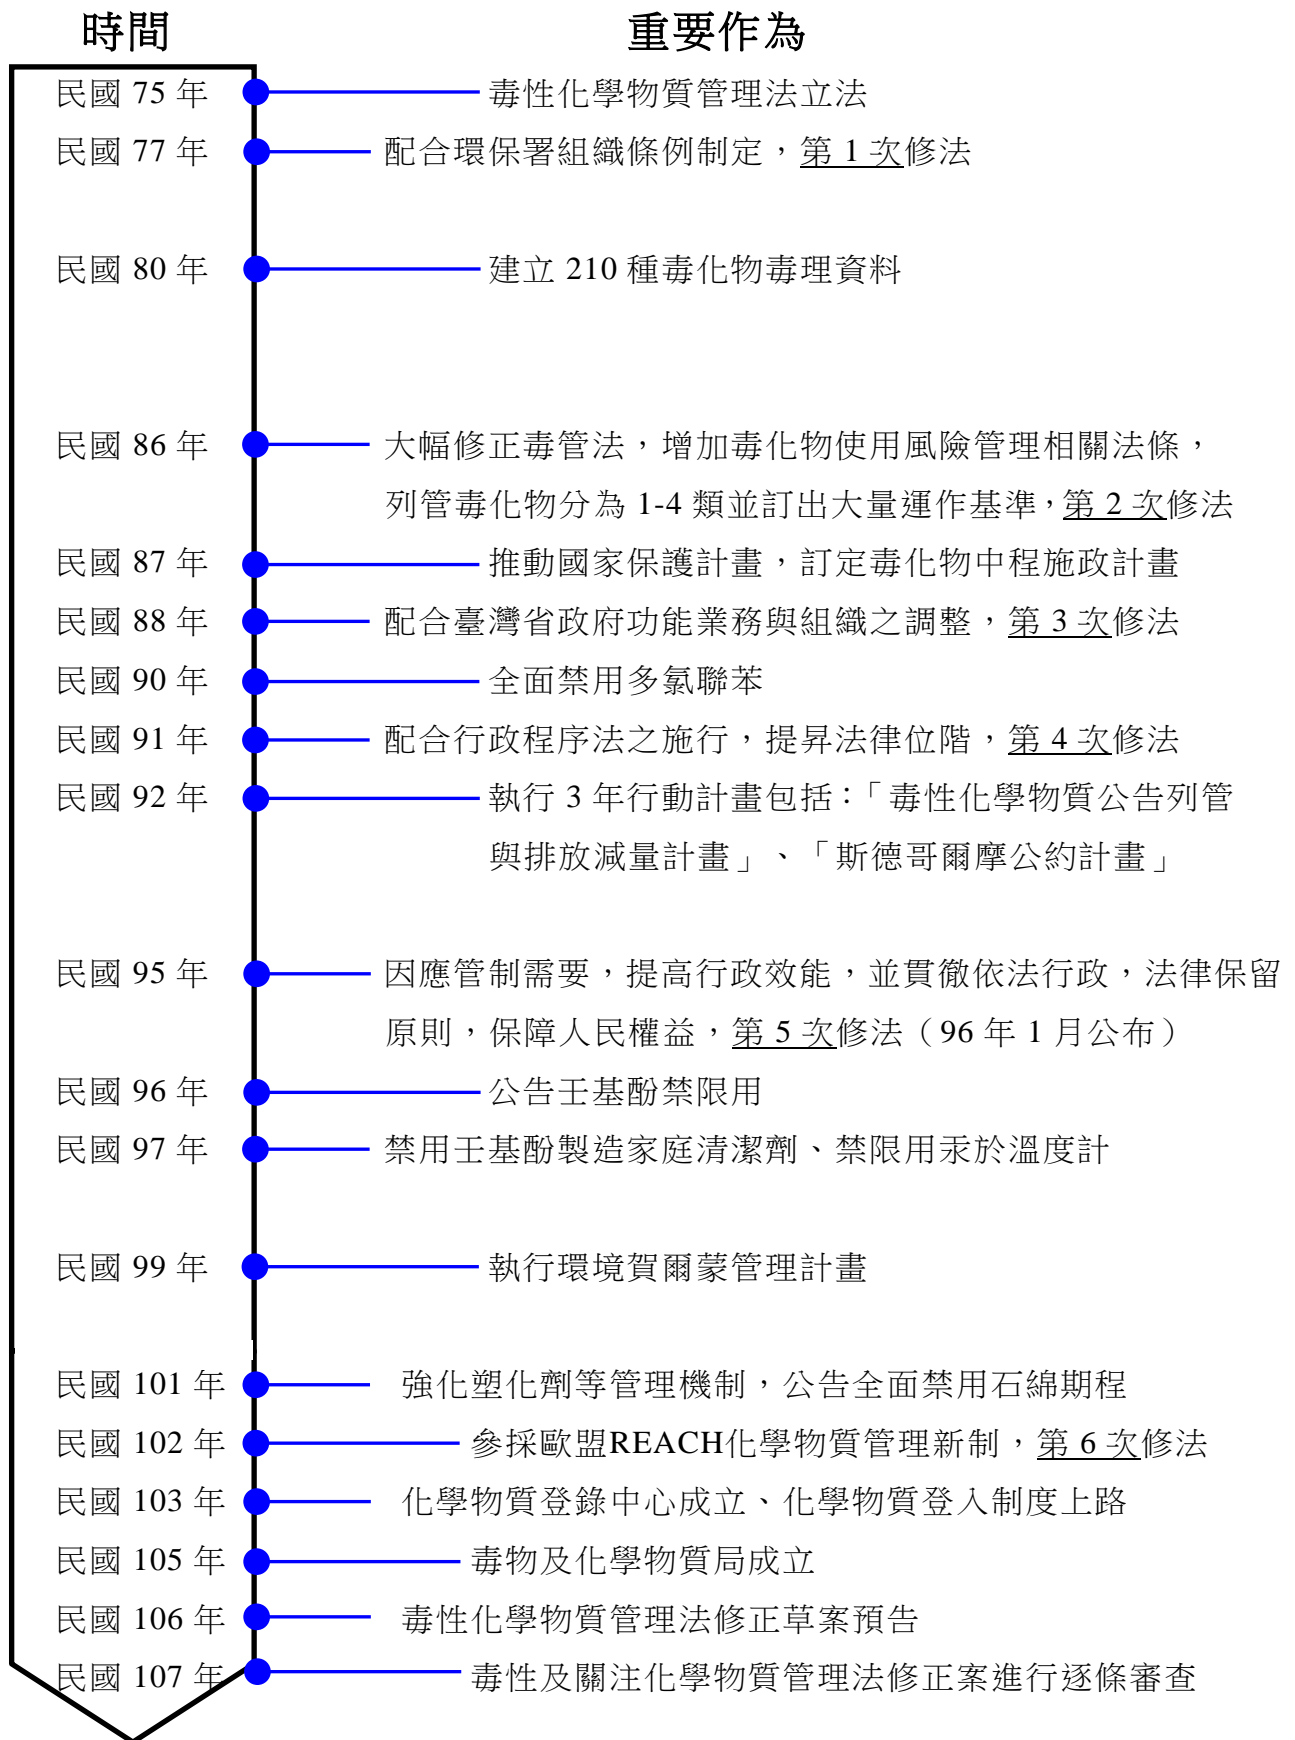 時間 重要作為
民國 75 年 毒性化學物質管理法立法
民國 77 年 配合環保署組織條例制定，第 1 次修法
民國 80 年 建立 210 種毒化物毒理資料
民國 86 年 大幅修正毒管法，增加毒化物使用風險管理相關法條，
列管毒化物分為 1-4 類並訂出大量運作基準，第 2 次修法
民國 87 年 推動國家保護計畫，訂定毒化物中程施政計畫
民國 88 年 配合臺灣省政府功能業務與組織之調整，第 3 次修法
民國 90 年 全面禁用多氯聯苯
民國 91 年 配合行政程序法之施行，提昇法律位階，第 4 次修法
民國 92 年 執行 3 年行動計畫包括：「毒性化學物質公告列管
與排放減量計畫」、「斯德哥爾摩公約計畫」
民國 95 年 因應管制需要，提高行政效能，並貫徹依法行政，法律保留
原則，保障人民權益，第 5 次修法（96 年 1 月公布）
民國 96 年 公告壬基酚禁限用
民國 97 年 禁用壬基酚製造家庭清潔劑、禁限用汞於溫度計
民國 99 年 執行環境賀爾蒙管理計畫
民國 101 年 強化塑化劑等管理機制，公告全面禁用石綿期程
民國 102 年 參採歐盟REACH化學物質管理新制，第 6 次修法
民國 103 年 化學物質登錄中心成立、化學物質登入制度上路
民國 105 年 毒物及化學物質局成立
民國 106 年 毒性化學物質管理法修正草案預告
民國 107 年 毒性及關注化學物質管理法修正案進行逐條審查